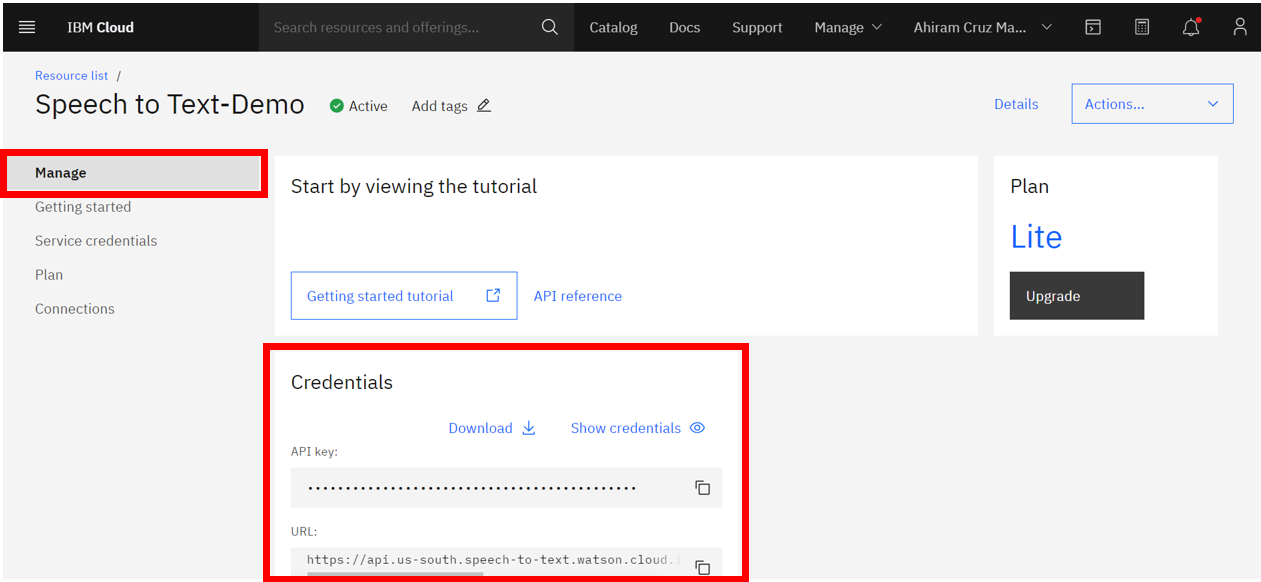 IBM Cloud
Search resources and offerings...
Catalog
Docs
Support
Manage
Ahiram Cruz Ma...
Resource list /
Speech to Text-Demo
Active
Add tags
Details
Actions...
Manage
Getting started
Service credentials
Plan
Connections
Start by viewing the tutorial
Getting started tutorial
API reference
Plan
Lite
Upgrade
Credentials
Download
Show credentials
API key:
••••••••••••••••••••••••••••••••••••••••••••
URL:
https://api.us-south.speech-to-text.watson.cloud.i